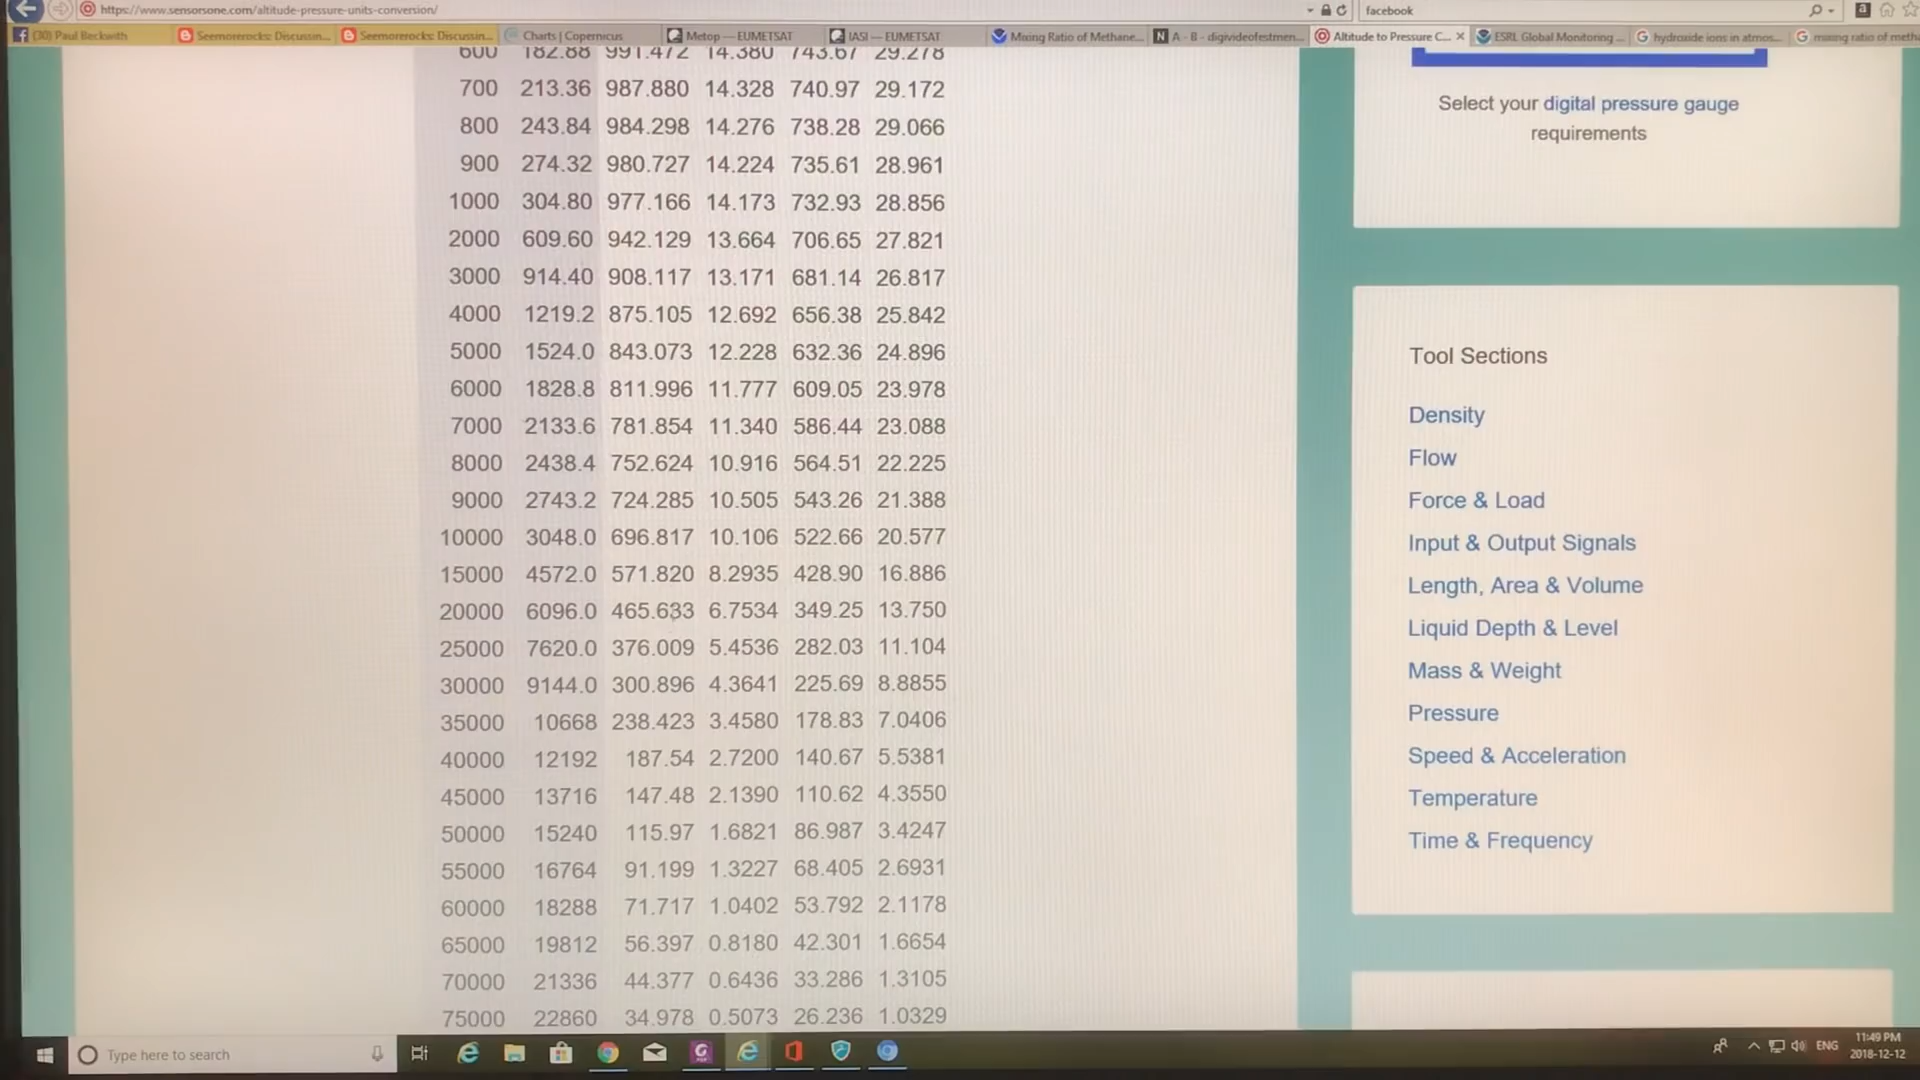 https://www.sensorsone.com/altitude-pressure-units-conversion/
facebook
(30) Paul Beckwith
Seemorerocks: Discussin...
Seemorerocks: Discussin...
Charts | Copernicus
Metop — EUMETSAT
IASI — EUMETSAT
Mixing Ratio of Methane...
A - B - digivideofestmen...
Altitude to Pressure C...
ESRL Global Monitoring ...
hydroxide ions in atmos...
mixing ratio of metha
600 182.88 991.472 14.380 743.67 29.278
700 213.36 987.880 14.328 740.97 29.172
800 243.84 984.298 14.276 738.28 29.066
900 274.32 980.727 14.224 735.61 28.961
1000 304.80 977.166 14.173 732.93 28.856
2000 609.60 942.129 13.664 706.65 27.821
3000 914.40 908.117 13.171 681.14 26.817
4000 1219.2 875.105 12.692 656.38 25.842
5000 1524.0 843.073 12.228 632.36 24.896
6000 1828.8 811.996 11.777 609.05 23.978
7000 2133.6 781.854 11.340 586.44 23.088
8000 2438.4 752.624 10.916 564.51 22.225
9000 2743.2 724.285 10.505 543.26 21.388
10000 3048.0 696.817 10.106 522.66 20.577
15000 4572.0 571.820 8.2935 428.90 16.886
20000 6096.0 465.633 6.7534 349.25 13.750
25000 7620.0 376.009 5.4536 282.03 11.104
30000 9144.0 300.896 4.3641 225.69 8.8855
35000 10668 238.423 3.4580 178.83 7.0406
40000 12192 187.54 2.7200 140.67 5.5381
45000 13716 147.48 2.1390 110.62 4.3550
50000 15240 115.97 1.6821 86.987 3.4247
55000 16764 91.199 1.3227 68.405 2.6931
60000 18288 71.717 1.0402 53.792 2.1178
65000 19812 56.397 0.8180 42.301 1.6654
70000 21336 44.377 0.6436 33.286 1.3105
75000 22860 34.978 0.5073 26.236 1.0329
Select your digital pressure gauge
requirements
Tool Sections
Density
Flow
Force & Load
Input & Output Signals
Length, Area & Volume
Liquid Depth & Level
Mass & Weight
Pressure
Speed & Acceleration
Temperature
Time & Frequency
Type here to search
ENG
11:49 PM
2018-12-12